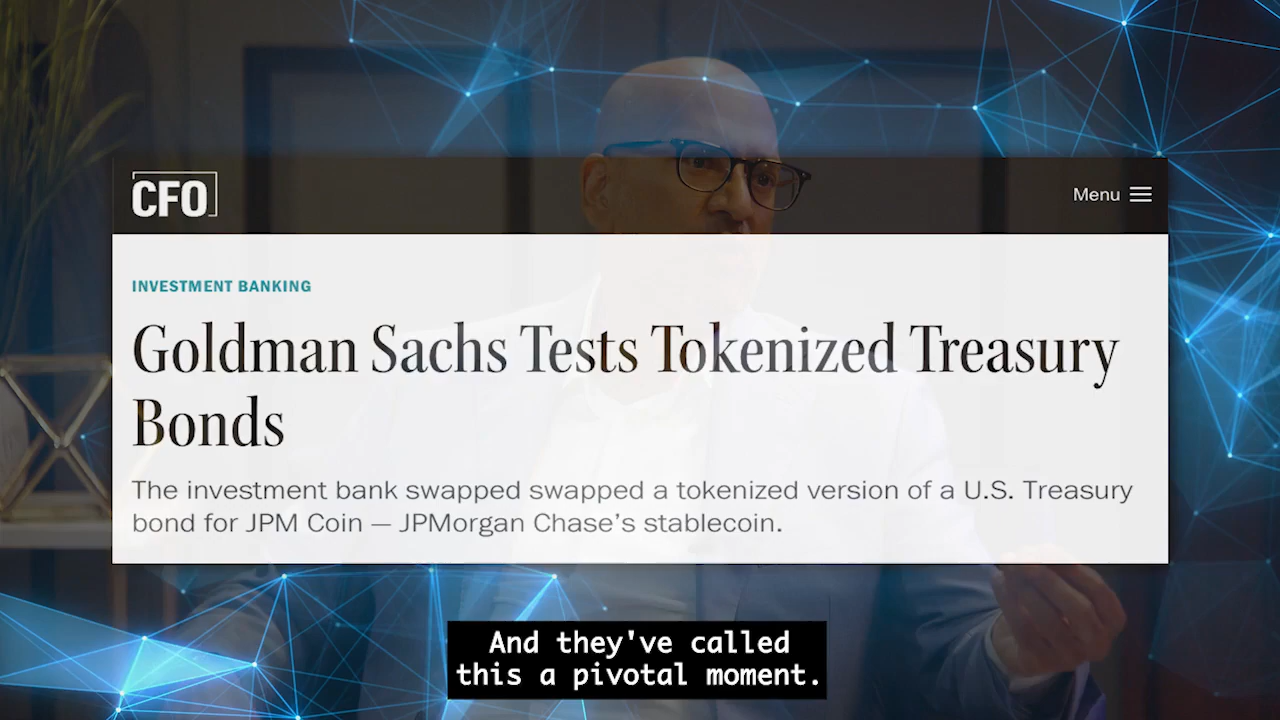 CFO
Menu
INVESTMENT BANKING
Goldman Sachs Tests Tokenized Treasury
Bonds
The investment bank swapped swapped a tokenized version of a U.S. Treasury
bond for JPM Coin — JPMorgan Chase's stablecoin.
And they've called
this a pivotal moment.